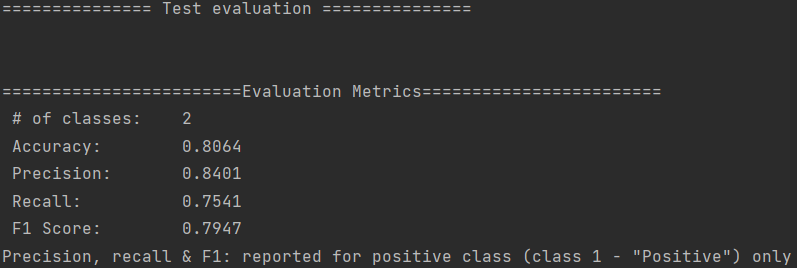 =============== Test evaluation ===============
========================Evaluation Metrics========================
# of classes: 2
Accuracy: 0.8064
Precision: 0.8401
Recall: 0.7541
F1 Score: 0.7947
Precision, recall & F1: reported for positive class (class 1 - "Positive") only